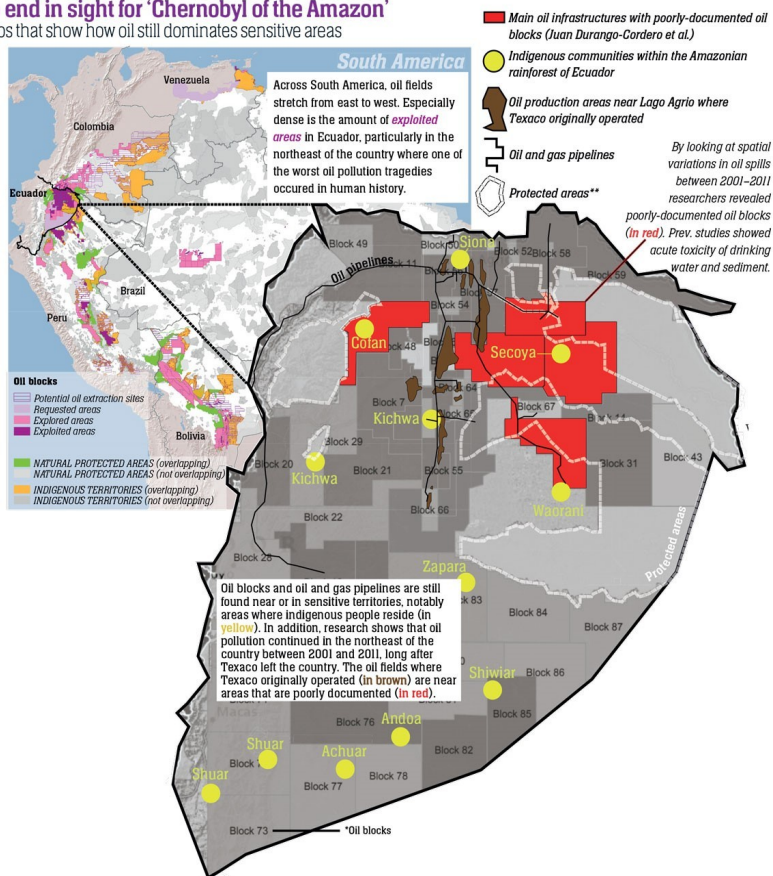 end in sight for ‘Chernobyl of the Amazon’
that show how oil still dominates sensitive areas
South America
Across South America, oil fields
stretch from east to west. Especially
dense is the amount of exploited
areas in Ecuador, particularly in the
northeast of the country where one of
the worst oil pollution tragedies
occured in human history.
Venezuela
Colombia
Ecuador
Brazil
Peru
Bolivia
Oil blocks
Potential oil extraction sites
Requested areas
Explored areas
Exploited areas
NATURAL PROTECTED AREAS (overlapping)
NATURAL PROTECTED AREAS (not overlapping)
INDIGENOUS TERRITORIES (overlapping)
INDIGENOUS TERRITORIES (not overlapping)
Main oil infrastructures with poorly-documented oil
blocks (Juan Durango-Cordero et al.)
Indigenous communities within the Amazonian
rainforest of Ecuador
Oil production areas near Lago Agrio where
Texaco originally operated
Oil and gas pipelines
Protected areas**
By looking at spatial
variations in oil spills
between 2001-2011
researchers revealed
poorly-documented oil blocks
(in red). Prev. studies showed
acute toxicity of drinking
water and sediment.
Block 49
Siona
Block 52
Block 58
Block 59
Oil pipelines
Block 54
Cofan
Secoya
Block 7
Kichwa
Block 67
Block 29
Block 20
Block 21
Block 55
Block 31
Block 43
Kichwa
Waorani
Block 66
Block 22
Block 28
Protected areas
Zapara
Block 84
Block 87
Oil blocks and oil and gas pipelines are still
found near or in sensitive territories, notably
areas where indigenous people reside (in
yellow). In addition, research shows that oil
pollution continued in the northeast of the
country between 2001 and 2011, long after
Texaco left the country. The oil fields where
Texaco originally operated (in brown) are near
areas that are poorly documented (in red).
Shiwiar
Block 86
Block 85
Andoa
Block 76
Shuar
Achuar
Block 82
Shuar
Block 77
Block 78
Block 73
*Oil blocks